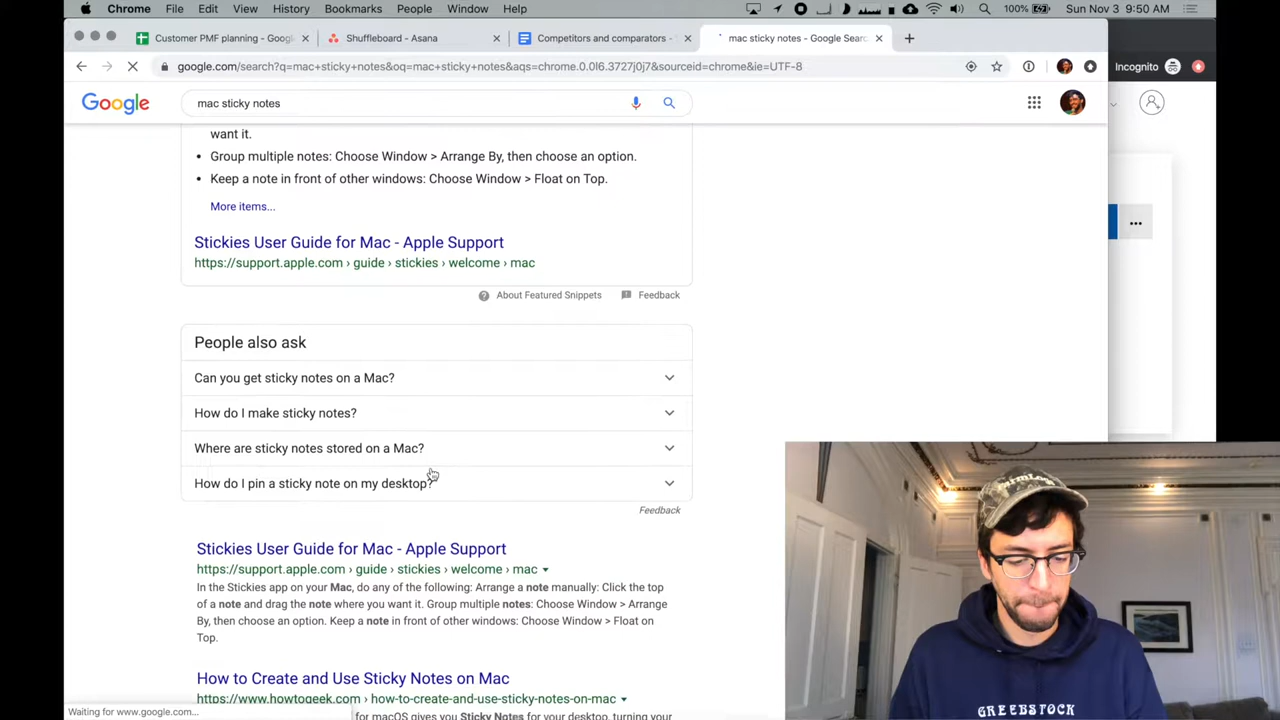 Chrome File Edit View History Bookmarks People Window Help 100% Sun Nov 3 9:50 AM
Customer PMF planning - Googl × Shuffleboard - Asana × Competitors and comparators - × mac sticky notes - Google Searc × +
google.com/search?q=mac+sticky+notes&oq=mac+sticky+notes&aqs=chrome.0.0l6.3727j0j7&sourceid=chrome&ie=UTF-8
Incognito
Google mac sticky notes
want it.
• Group multiple notes: Choose Window > Arrange By, then choose an option.
• Keep a note in front of other windows: Choose Window > Float on Top.
More items...
Stickies User Guide for Mac - Apple Support
https://support.apple.com › guide › stickies › welcome › mac
About Featured Snippets Feedback
People also ask
Can you get sticky notes on a Mac?
How do I make sticky notes?
Where are sticky notes stored on a Mac?
How do I pin a sticky note on my desktop?
Feedback
Stickies User Guide for Mac - Apple Support
https://support.apple.com › guide › stickies › welcome › mac
In the Stickies app on your Mac, do any of the following: Arrange a note manually: Click the top
of a note and drag the note where you want it. Group multiple notes: Choose Window > Arrange
By, then choose an option. Keep a note in front of other windows: Choose Window > Float on
Top.
How to Create and Use Sticky Notes on Mac
https://www.howtogeek.com › how-to-create-and-use-sticky-notes-on-mac
for macOS gives you Sticky Notes for your desktop, turning your
Waiting for www.google.com...
GREEBSTOCK